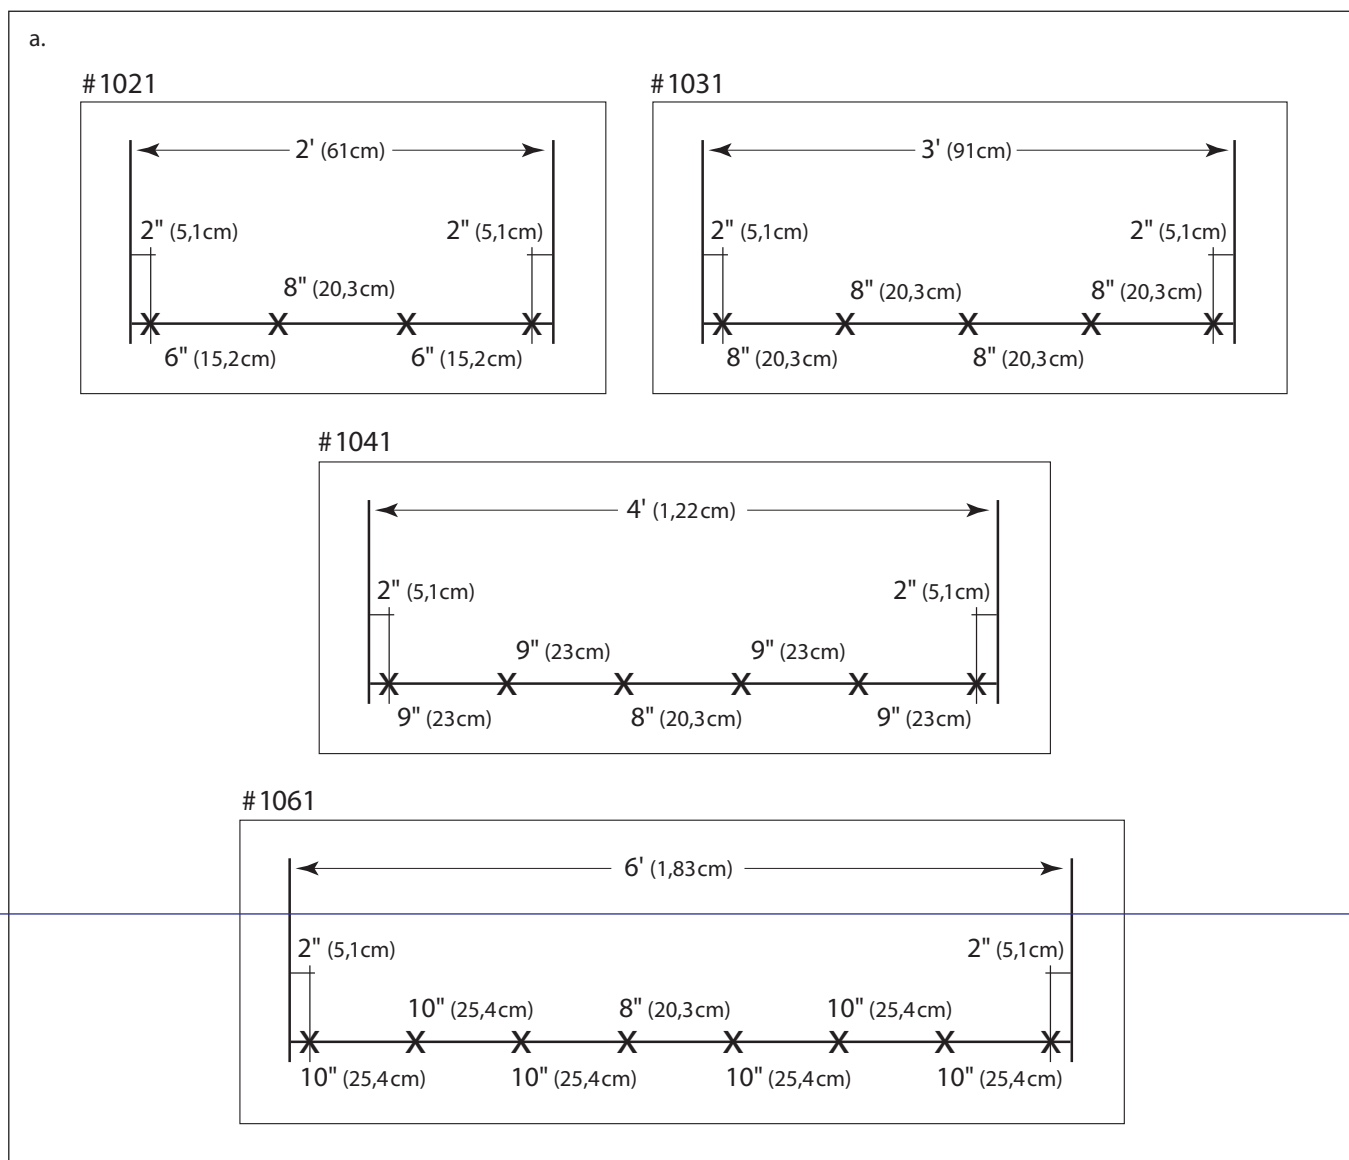 a.
#1021
2' (61cm)
2" (5,1cm) 2" (5,1cm)
8" (20,3cm)
6" (15,2cm) 6" (15,2cm)
#1031
3' (91cm)
2" (5,1cm) 2" (5,1cm)
8" (20,3cm) 8" (20,3cm)
8" (20,3cm) 8" (20,3cm)
#1041
4' (1,22cm)
2" (5,1cm) 2" (5,1cm)
9" (23cm) 9" (23cm)
9" (23cm) 8" (20,3cm) 9" (23cm)
#1061
6' (1,83cm)
2" (5,1cm) 2" (5,1cm)
10" (25,4cm) 8" (20,3cm) 10" (25,4cm)
10" (25,4cm) 10" (25,4cm) 10" (25,4cm) 10" (25,4cm)